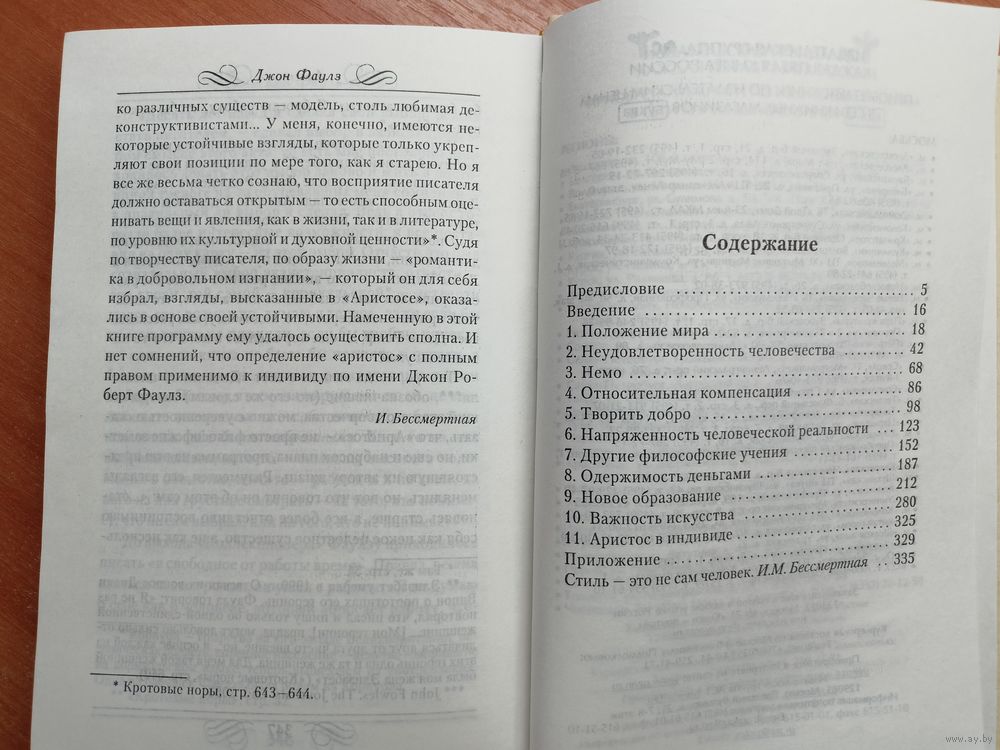 Джон Фаулз
ко различных существ — модель, столь любимая де-
конструктивистами... У меня, конечно, имеются не-
которые устойчивые взгляды, которые только укреп-
ляют свои позиции по мере того, как я старею. Но я
все же весьма четко сознаю, что восприятие писателя
должно оставаться открытым — то есть способным оце-
нивать вещи и явления, как в жизни, так и в литературе,
по уровню их культурной и духовной ценности»*. Судя
по творчеству писателя, по образу жизни — «романти-
ка в добровольном изгнании», — который он для себя
избрал, взгляды, высказанные в «Аристосе», оказа-
лись в основе своей устойчивыми. Намеченную в этой
книге программу ему удалось осуществить сполна. И
нет сомнений, что определение «аристос» с полным
правом применимо к индивиду по имени Джон Ро-
берт Фаулз.
И. Бессмертная
* Кротовые норы, стр. 643—644.
Содержание
Предисловие ........................ 5
Введение ........................ 16
1. Положение мира ........................ 18
2. Неудовлетворенность человечества .......... 42
3. Немо ........................ 68
4. Относительная компенсация ............... 86
5. Творить добро ........................ 98
6. Напряженность человеческой реальности ... 123
7. Другие философские учения ............... 152
8. Одержимость деньгами .................... 187
9. Новое образование ....................... 212
10. Важность искусства ..................... 280
11. Аристос в индивиде ..................... 325
Приложение ........................ 329
Стиль — это не сам человек. И.М. Бессмертная .. 335
www.ay.by